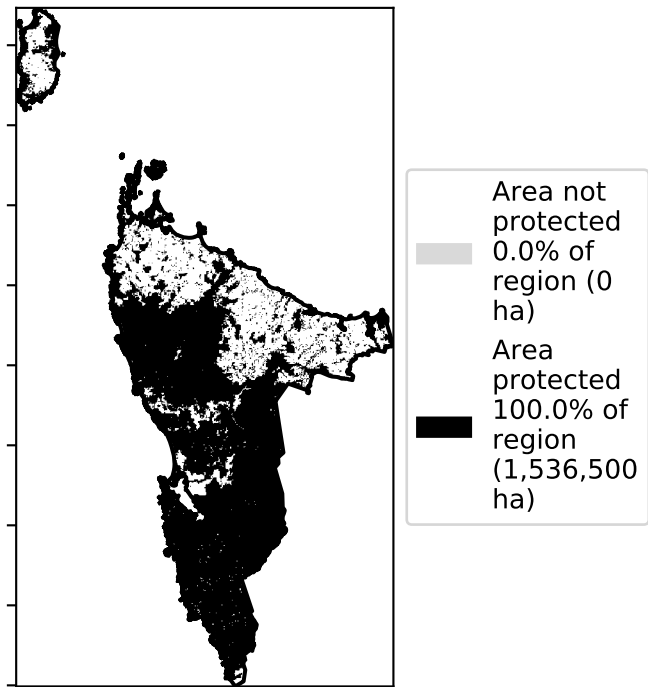 Area not
protected
0.0% of
region (0
ha)
Area
protected
100.0% of
region
(1,536,500
ha)